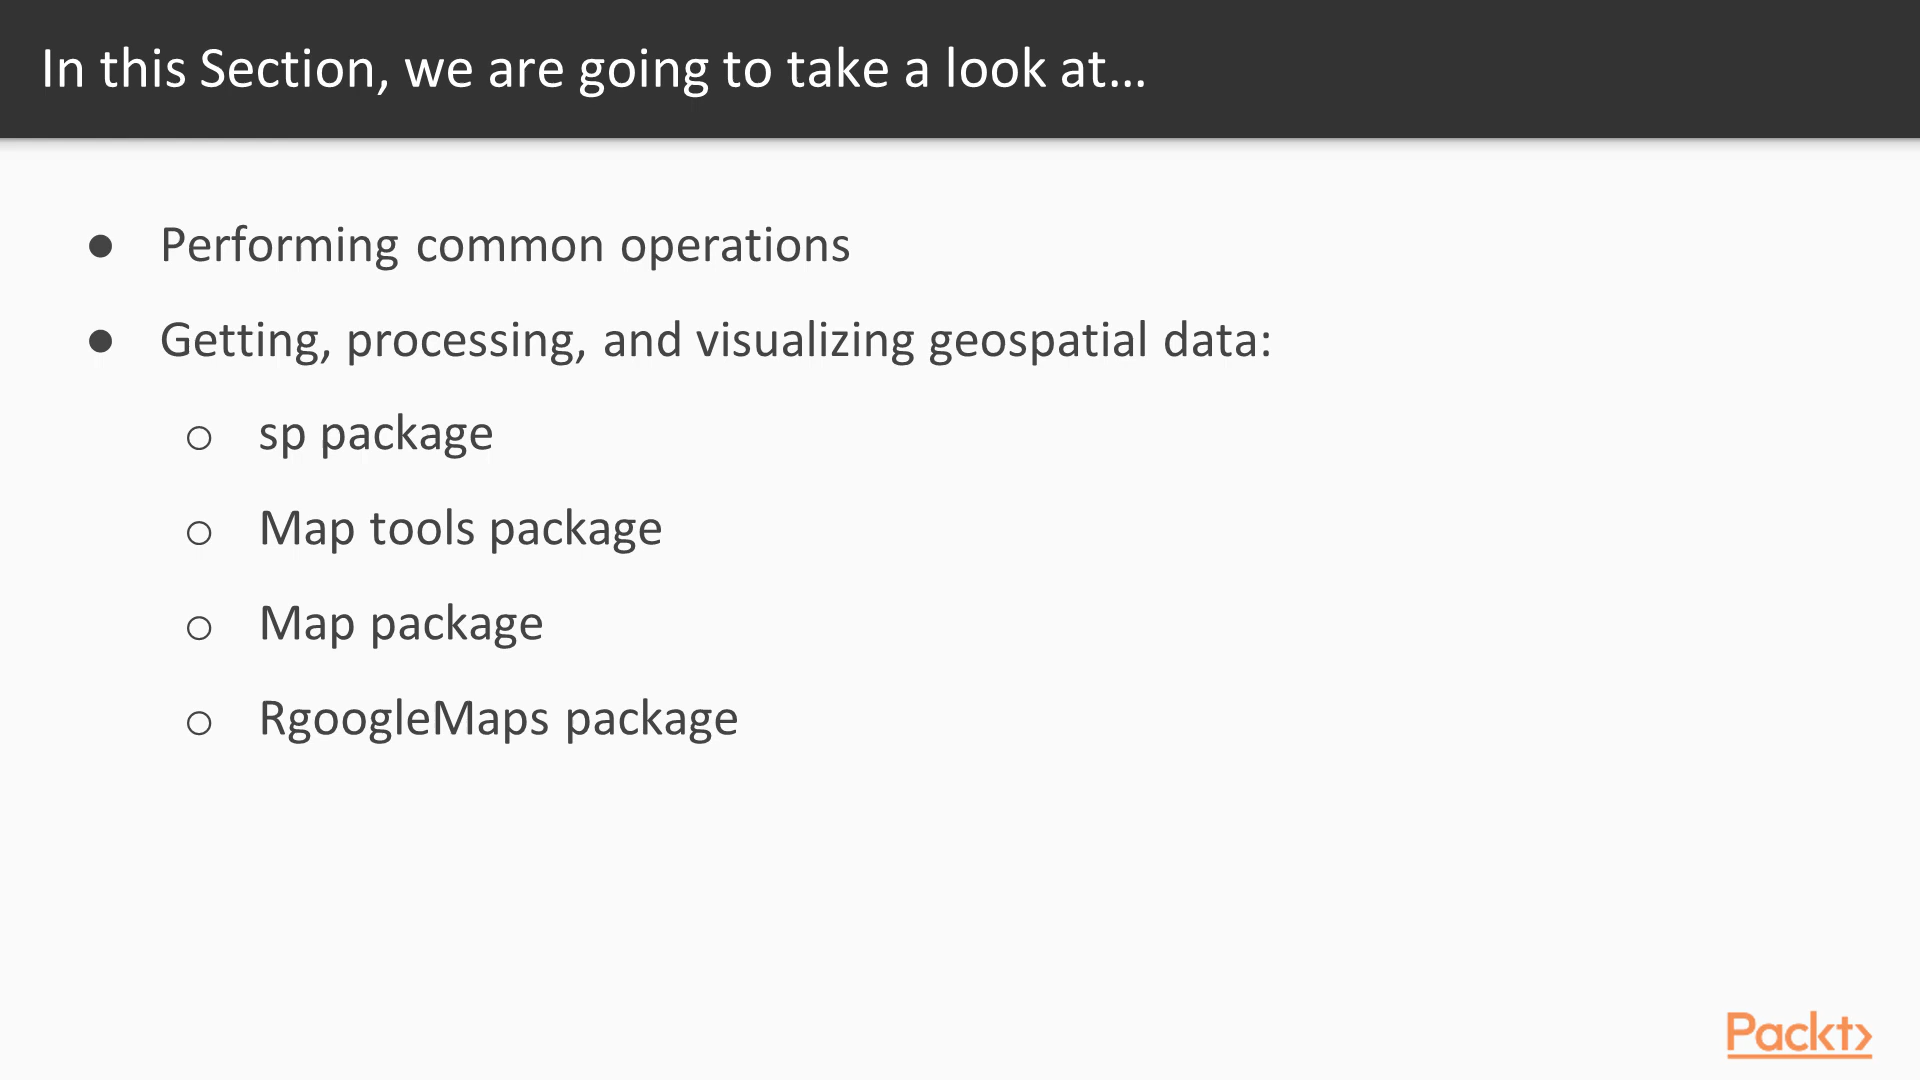 In this Section, we are going to take a look at...
● Performing common operations
● Getting, processing, and visualizing geospatial data:
○ sp package
○ Map tools package
○ Map package
○ RgoogleMaps package
Packt>